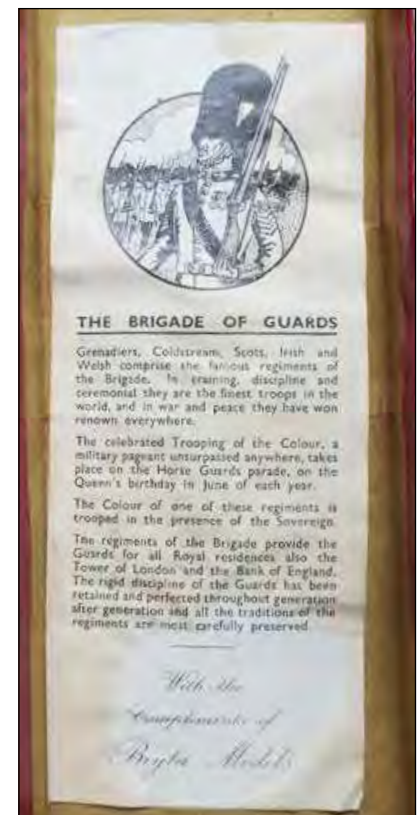 THE BRIGADE OF GUARDS
Grenadiers, Coldstream, Scots, Irish and
Welsh comprise the famous regiments of
the Brigade. In training, discipline and
ceremonial they are the finest troops in the
world, and in war and peace they have won
renown everywhere.
The celebrated Trooping of the Colour, a
military pageant unsurpassed anywhere, takes
place on the Horse Guards parade, on the
Queen's birthday in June of each year.
The Colour of one of these regiments is
trooped in the presence of the Sovereign.
The regiments of the Brigade provide the
Guards for all Royal residences also the
Tower of London and the Bank of England.
The rigid discipline of the Guards has been
retained and perfected throughout generation
after generation and all the traditions of the
regiments are most carefully preserved
With the
Compliments of